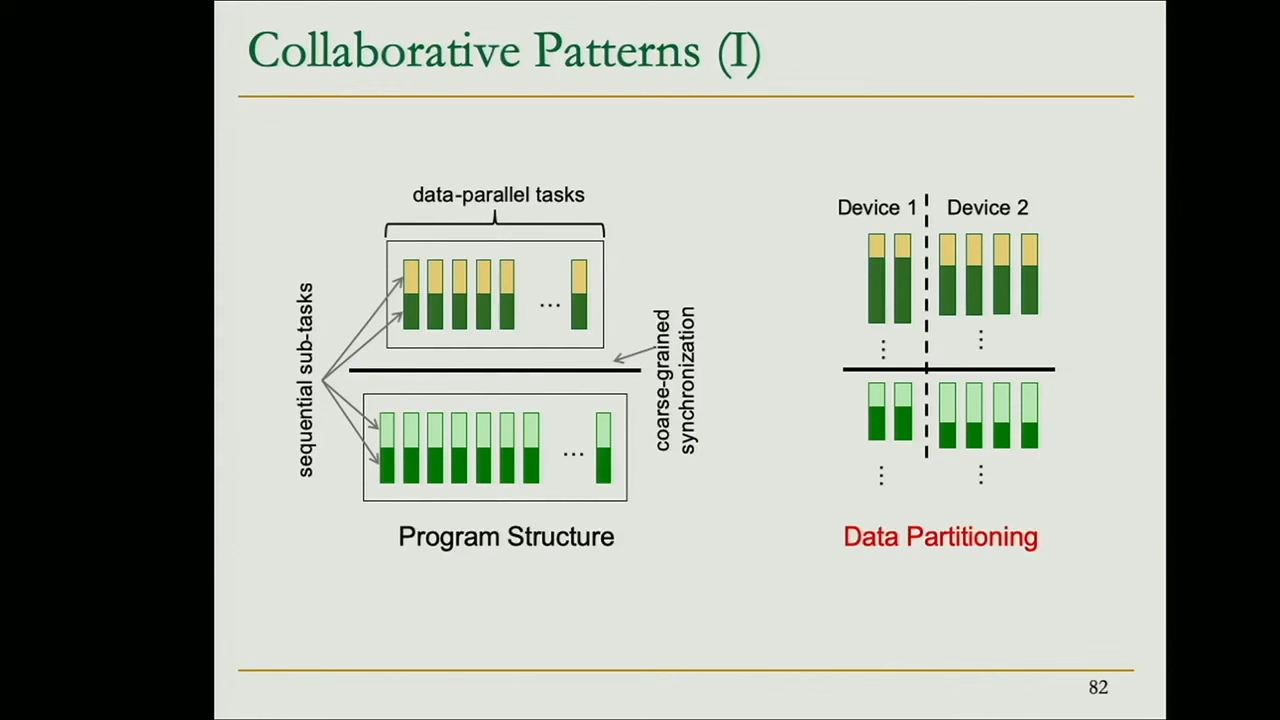 Collaborative Patterns (I)
data-parallel tasks
sequential sub-tasks
...
coarse-grained
synchronization
...
Program Structure
Device 1
Device 2
...
...
...
...
Data Partitioning
82